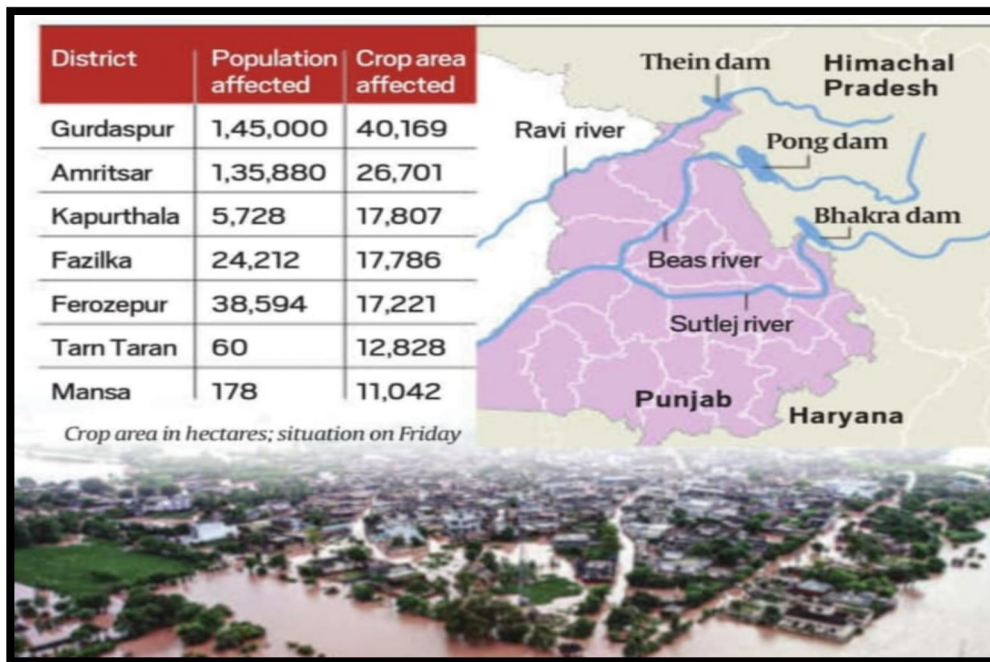 District Population affected Crop area affected
Gurdaspur 1,45,000 40,169
Amritsar 1,35,880 26,701
Kapurthala 5,728 17,807
Fazilka 24,212 17,786
Ferozepur 38,594 17,221
Tarn Taran 60 12,828
Mansa 178 11,042
Crop area in hectares; situation on Friday
Thein dam
Himachal
Pradesh
Ravi river
Pong dam
Bhakra dam
Beas river
Sutlej river
Punjab
Haryana